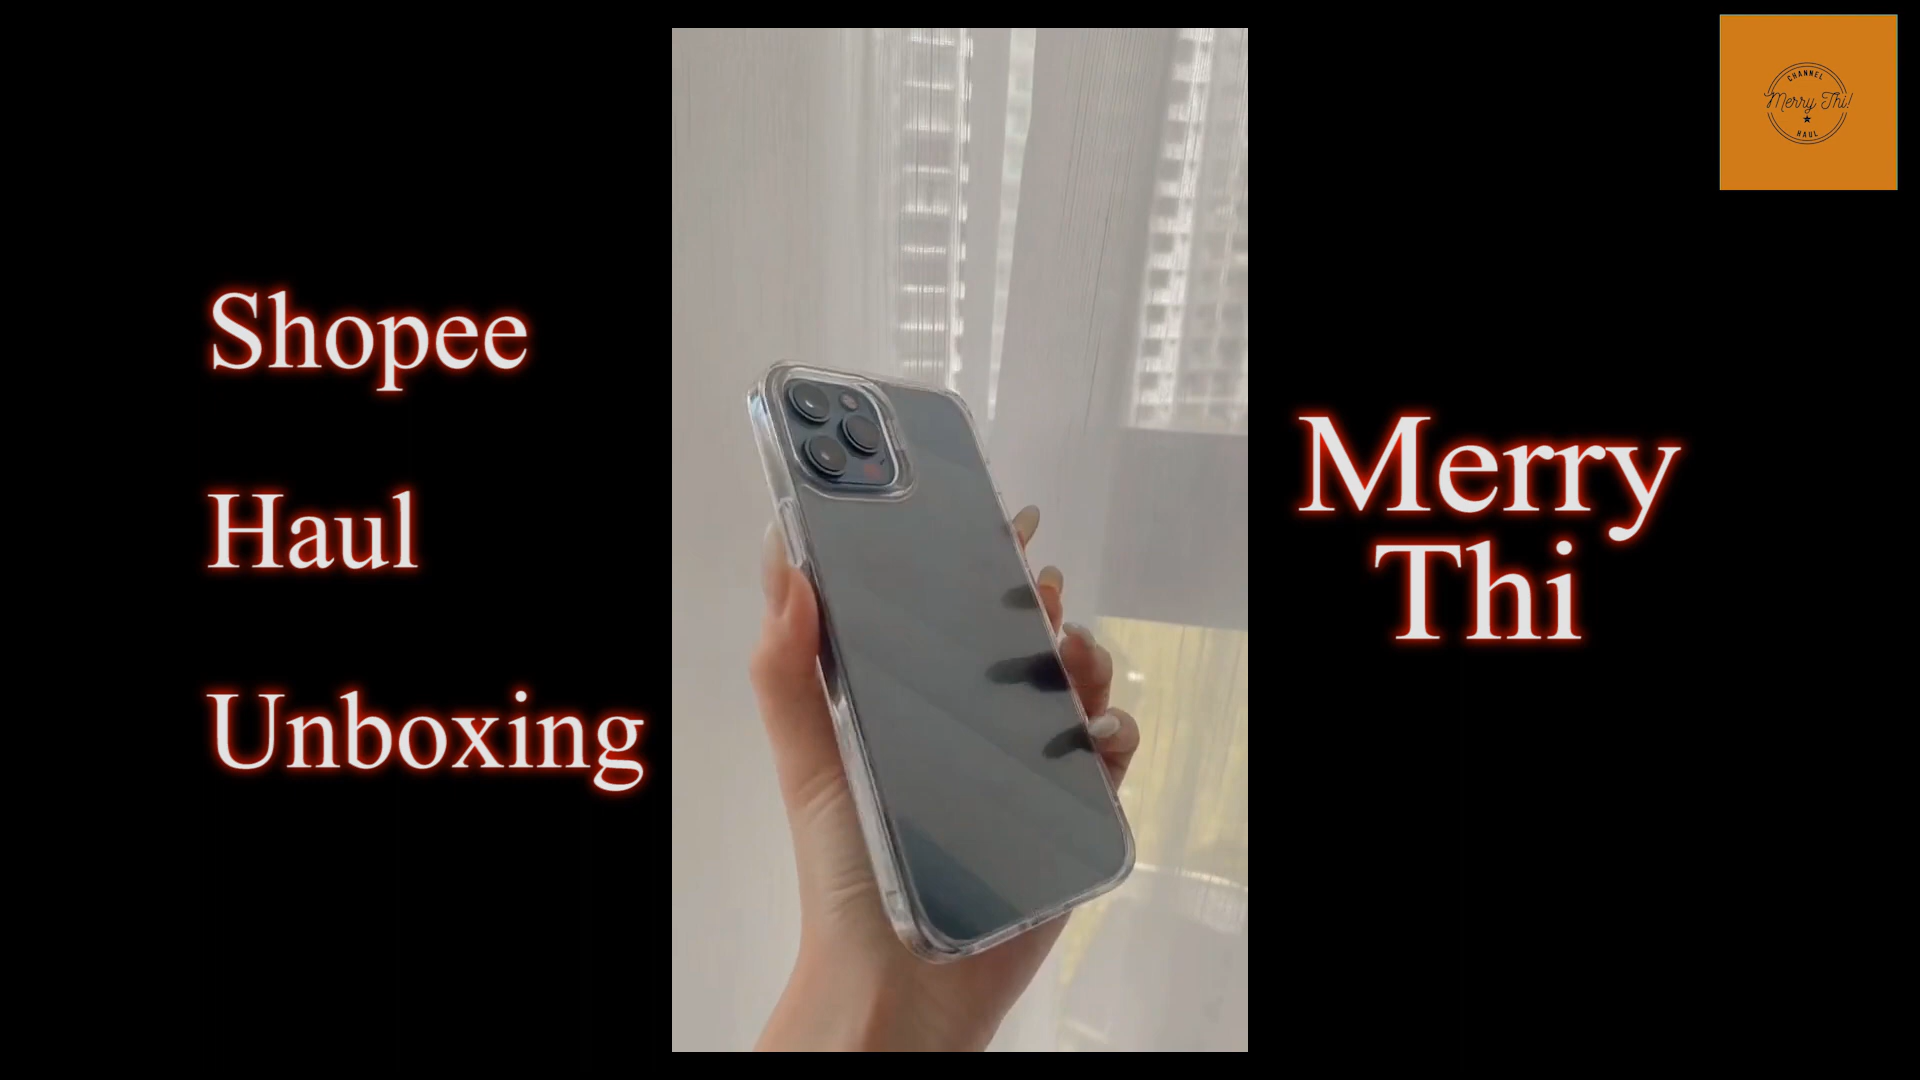 Shopee
Haul
Unboxing
Merry
Thi
CHANNEL
Merry Thi!
HAUL